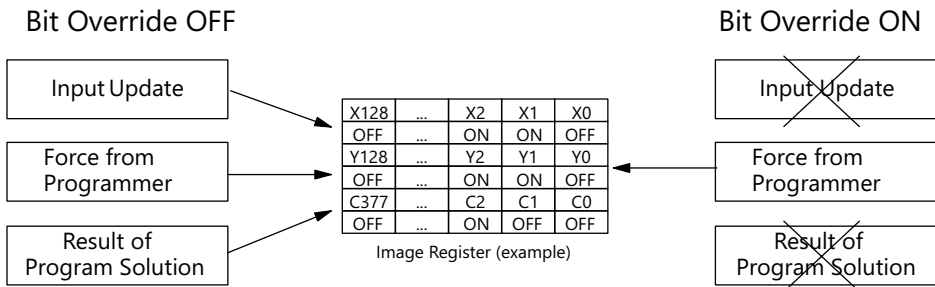 Bit Override OFF
Bit Override ON
Input Update
Force from
Programmer
Result of
Program Solution
X128 ... X2 X1 X0
OFF ... ON ON OFF
Y128 ... Y2 Y1 Y0
OFF ... ON ON OFF
C377 ... C2 C1 C0
OFF ... ON OFF OFF
Image Register (example)
Input Update
Force from
Programmer
Result of
Program Solution